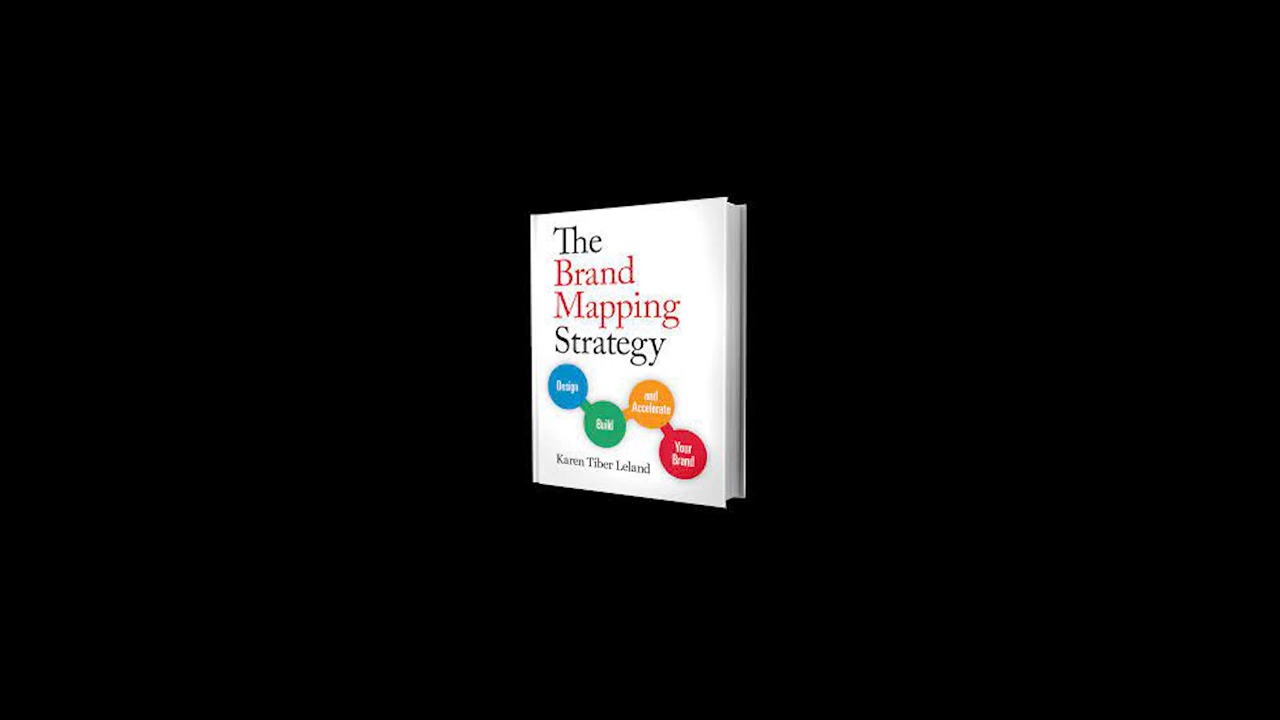 The
Brand
Mapping
Strategy
Design
Build
and
Accelerate
Your
Brand
Karen Tiber Leland